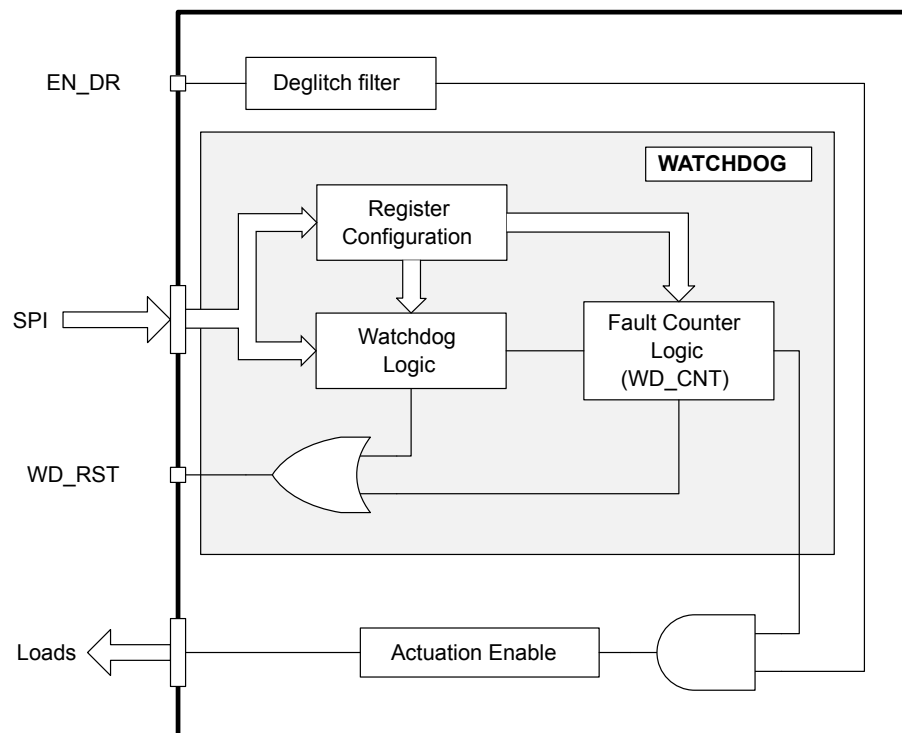 EN_DR
Deglitch filter
WATCHDOG
Register
Configuration
SPI
Watchdog
Logic
Fault Counter
Logic
(WD_CNT)
WD_RST
Loads
Actuation Enable